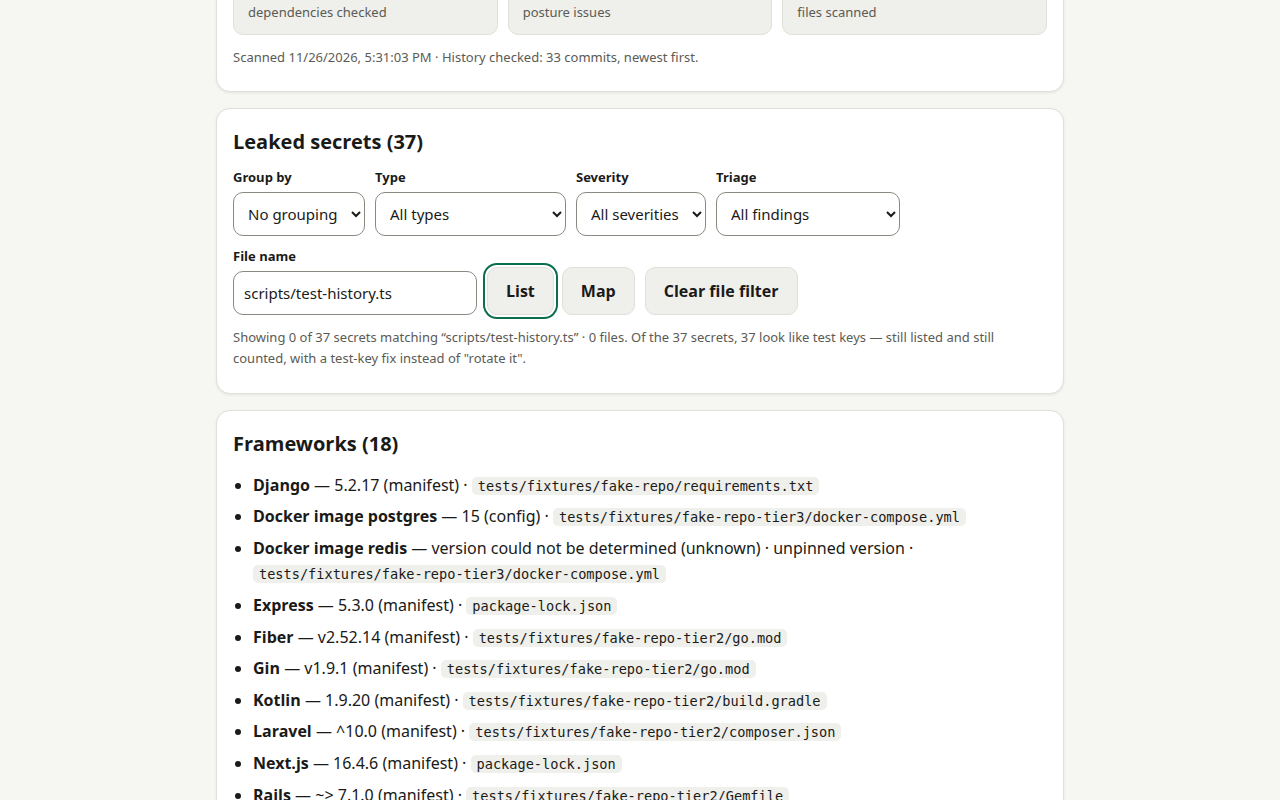 dependencies checked
posture issues
files scanned
Scanned 11/26/2026, 5:31:03 PM · History checked: 33 commits, newest first.
Leaked secrets (37)
Group by
Type
Severity
Triage
No grouping
All types
All severities
All findings
File name
scripts/test-history.ts
List
Map
Clear file filter
Showing 0 of 37 secrets matching “scripts/test-history.ts” · 0 files. Of the 37 secrets, 37 look like test keys — still listed and still
counted, with a test-key fix instead of "rotate it".
Frameworks (18)
Django — 5.2.17 (manifest) · tests/fixtures/fake-repo/requirements.txt
Docker image postgres — 15 (config) · tests/fixtures/fake-repo-tier3/docker-compose.yml
Docker image redis — version could not be determined (unknown) · unpinned version ·
tests/fixtures/fake-repo-tier3/docker-compose.yml
Express — 5.3.0 (manifest) · package-lock.json
Fiber — v2.52.14 (manifest) · tests/fixtures/fake-repo-tier2/go.mod
Gin — v1.9.1 (manifest) · tests/fixtures/fake-repo-tier2/go.mod
Kotlin — 1.9.20 (manifest) · tests/fixtures/fake-repo-tier2/build.gradle
Laravel — ^10.0 (manifest) · tests/fixtures/fake-repo-tier2/composer.json
Next.js — 16.4.6 (manifest) · package-lock.json
Rails — ~> 7.1.0 (manifest) · tests/fixtures/fake-repo-tier2/Gemfile